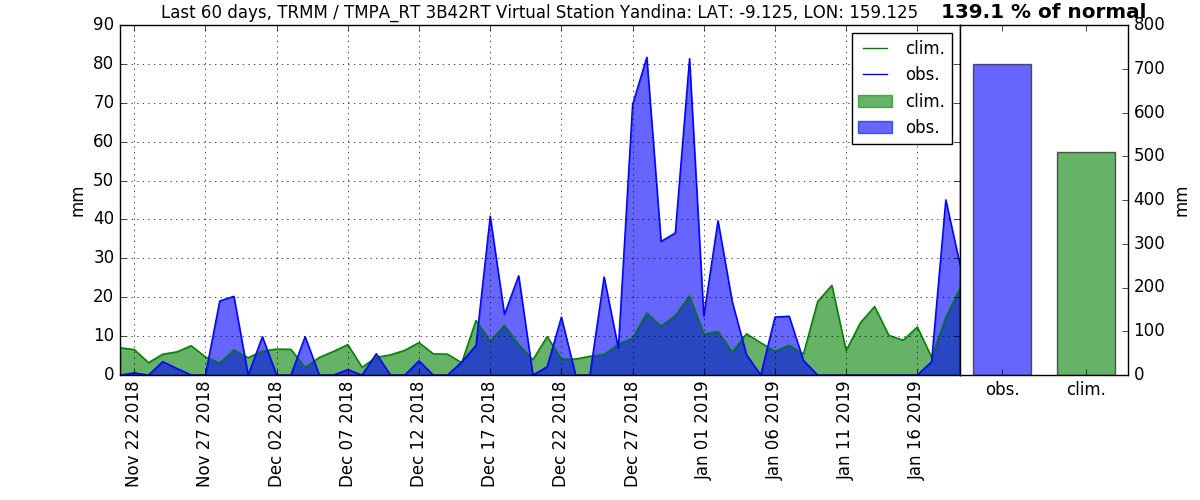 Last 60 days, TRMM / TMPA_RT 3B42RT Virtual Station Yandina: LAT: -9.125, LON: 159.125
139.1 % of normal
90
80
70
60
50
40
30
20
10
0
mm
clim.
obs.
clim.
obs.
Nov 22 2018
Nov 27 2018
Dec 02 2018
Dec 07 2018
Dec 12 2018
Dec 17 2018
Dec 22 2018
Dec 27 2018
Jan 01 2019
Jan 06 2019
Jan 11 2019
Jan 16 2019
obs.
clim.
800
700
600
500
400
300
200
100
0
mm